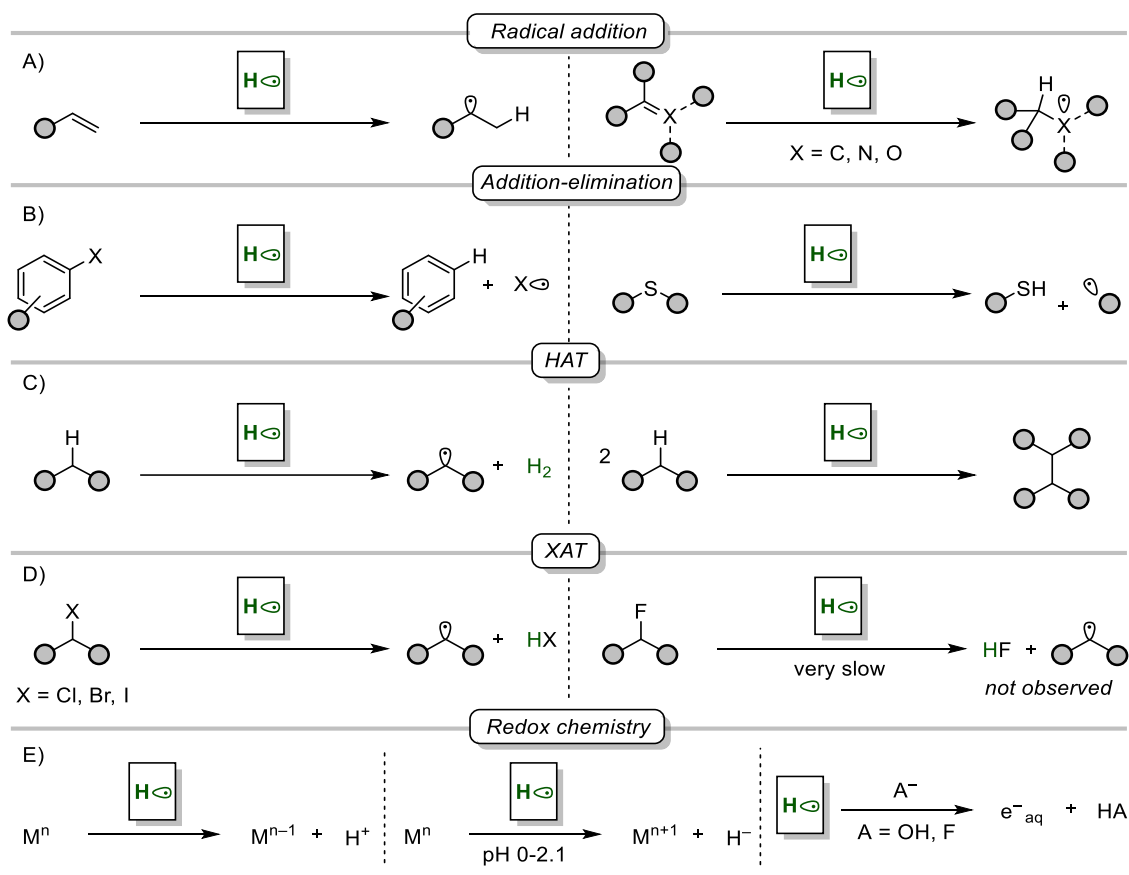 Radical addition
A)
H
H
H
H
X
X
X = C, N, O
Addition-elimination
B)
X
H
H
+ X
S
H
SH
+
HAT
C)
H
H
+ H₂
2
H
H
XAT
D)
X
X = Cl, Br, I
H
+ HX
F
H
very slow
HF +
not observed
Redox chemistry
E)
Mⁿ
H
Mⁿ⁻¹ + H⁺
Mⁿ
H
pH 0-2.1
Mⁿ⁺¹ + H⁻
H
A⁻
A = OH, F
e⁻aq + HA